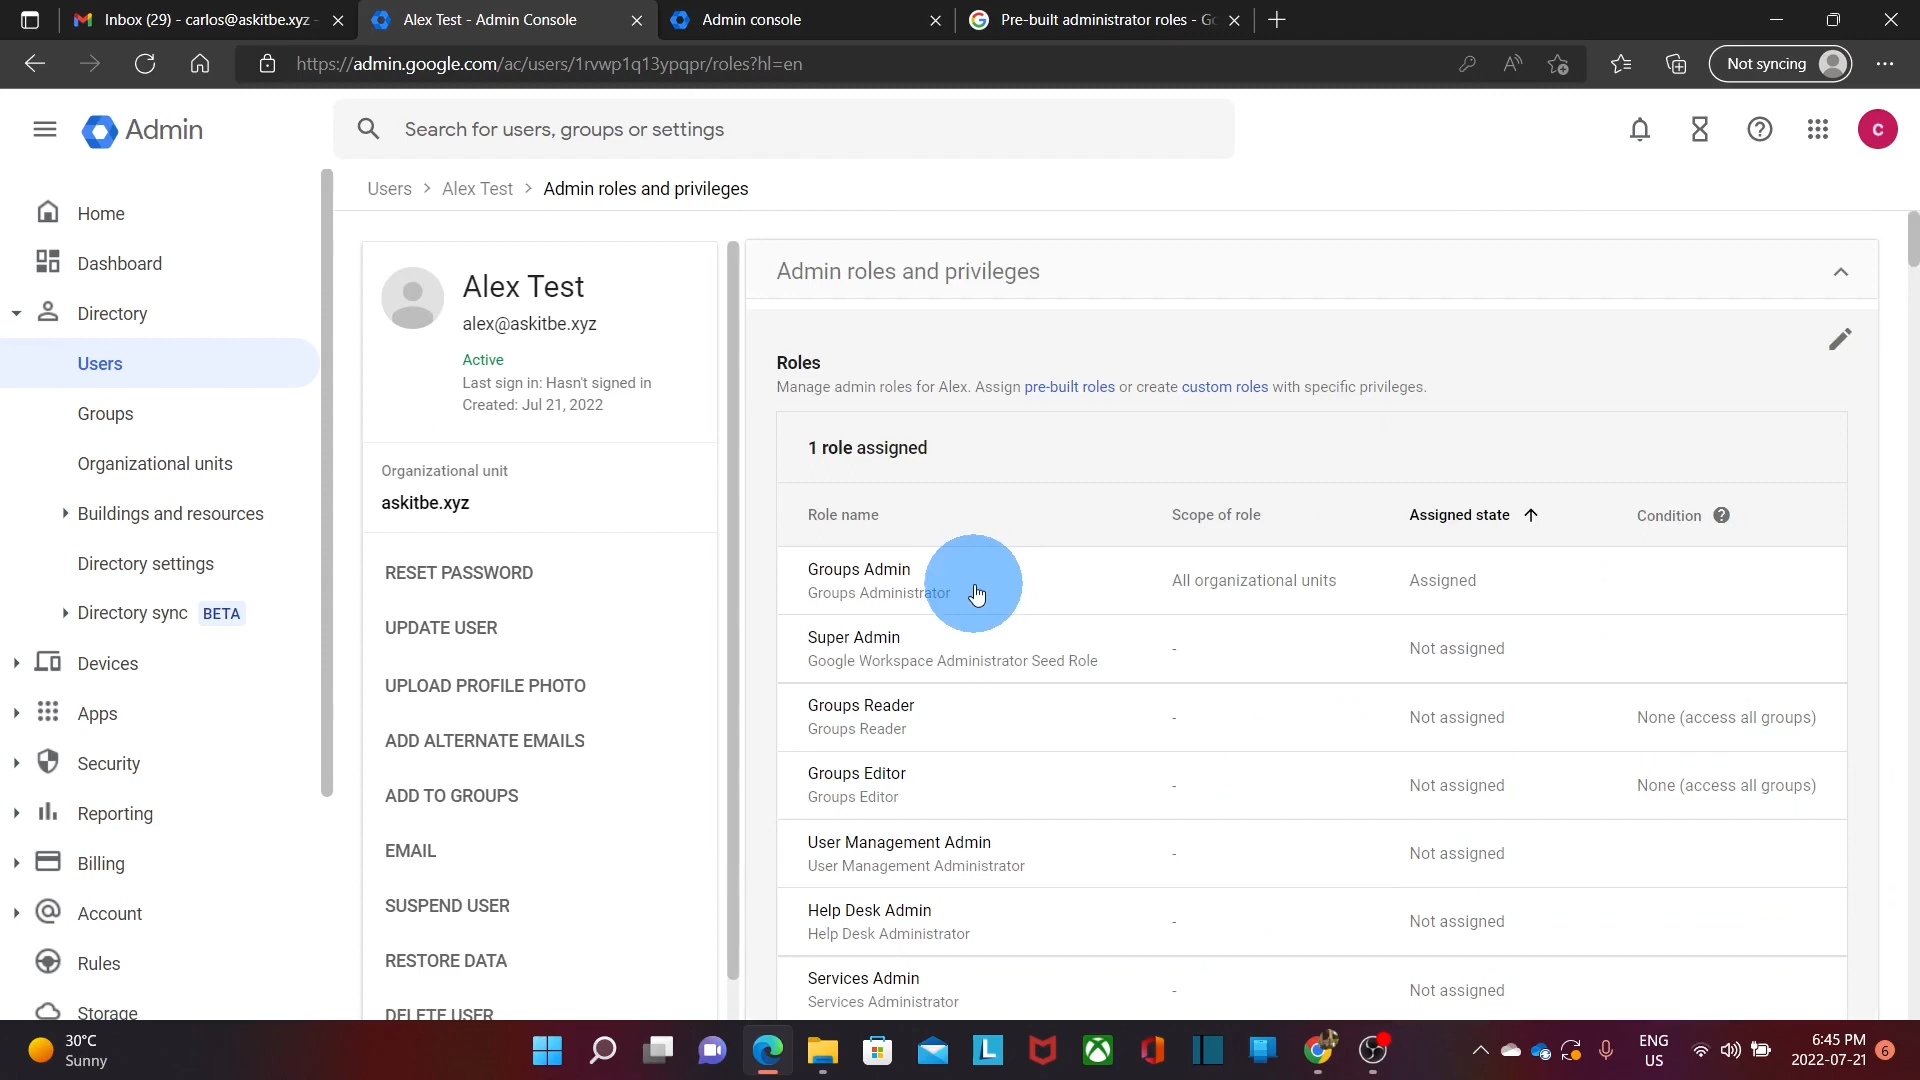 Inbox (29) - carlos@askitbe.xyz -
Alex Test - Admin Console
Admin console
Pre-built administrator roles - Go
https://admin.google.com/ac/users/1rvwp1q13ypqpr/roles?hl=en
Not syncing
Admin
Search for users, groups or settings
C
Users > Alex Test > Admin roles and privileges
Home
Dashboard
Directory
Users
Groups
Organizational units
Buildings and resources
Directory settings
Directory sync BETA
Devices
Apps
Security
Reporting
Billing
Account
Rules
Storage
Alex Test
alex@askitbe.xyz
Active
Last sign in: Hasn't signed in
Created: Jul 21, 2022
Organizational unit
askitbe.xyz
RESET PASSWORD
UPDATE USER
UPLOAD PROFILE PHOTO
ADD ALTERNATE EMAILS
ADD TO GROUPS
EMAIL
SUSPEND USER
RESTORE DATA
DELETE USER
Admin roles and privileges
Roles
Manage admin roles for Alex. Assign pre-built roles or create custom roles with specific privileges.
1 role assigned
Role name Scope of role Assigned state Condition ?
Groups Admin
Groups Administrator
All organizational units Assigned
Super Admin
Google Workspace Administrator Seed Role
- Not assigned
Groups Reader
Groups Reader
- Not assigned None (access all groups)
Groups Editor
Groups Editor
- Not assigned None (access all groups)
User Management Admin
User Management Administrator
- Not assigned
Help Desk Admin
Help Desk Administrator
- Not assigned
Services Admin
Services Administrator
- Not assigned
30°C
Sunny
L
ENG
US
6:45 PM
2022-07-21
6